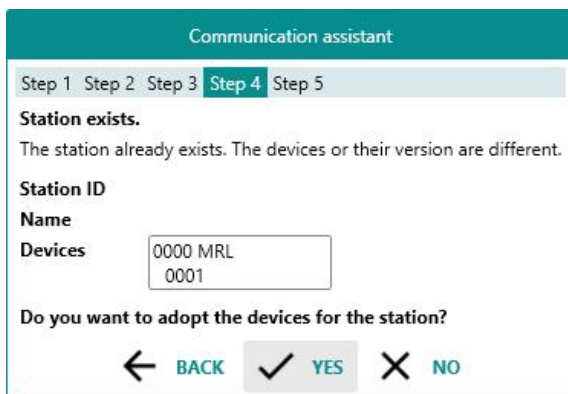 Communication assistant
Step 1 Step 2 Step 3 Step 4 Step 5
Station exists.
The station already exists. The devices or their version are different.
Station ID
Name
Devices 0000 MRL
0001
Do you want to adopt the devices for the station?
BACK YES NO